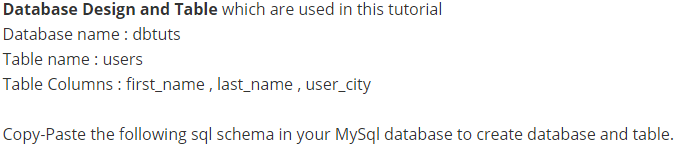 Database Design and Table which are used in this tutorial
Database name : dbtuts
Table name : users
Table Columns : first_name , last_name , user_city
Copy-Paste the following sql schema in your MySql database to create database and table.